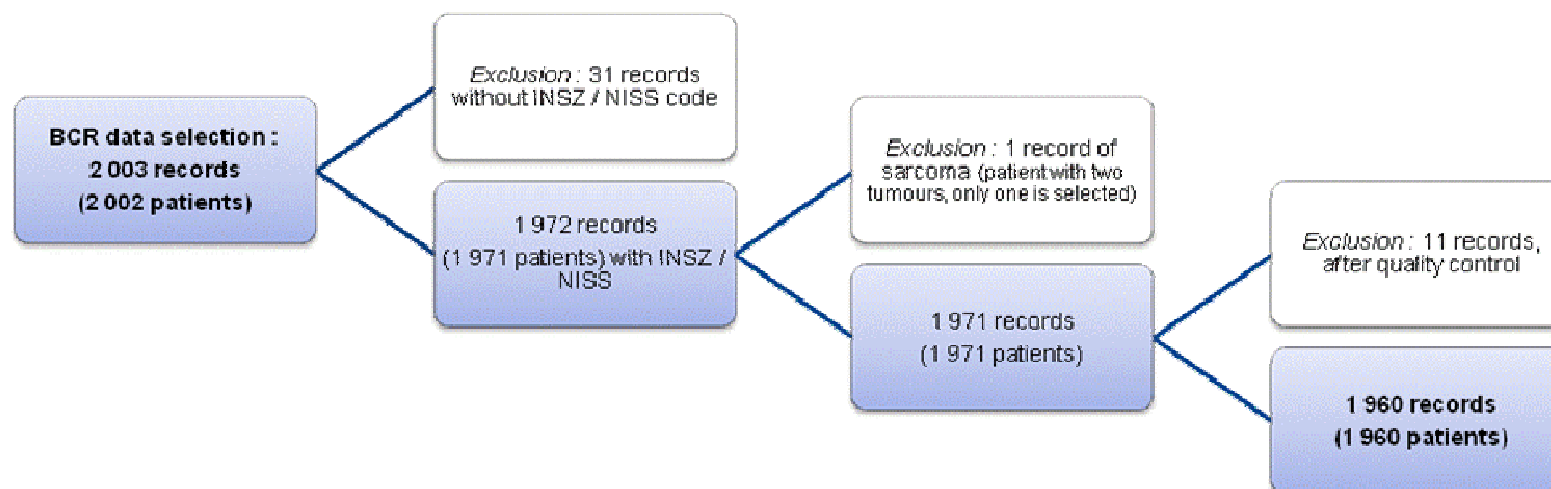 BCR data selection :
2 003 records
(2 002 patients)
Exclusion : 31 records
without INSZ / NISS code
1 972 records
(1 971 patients) with INSZ /
NISS
Exclusion : 1 record of
sarcoma (patient with two
tumours, only one is selected)
1 971 records
(1 971 patients)
Exclusion : 11 records,
after quality control
1 960 records
(1 960 patients)